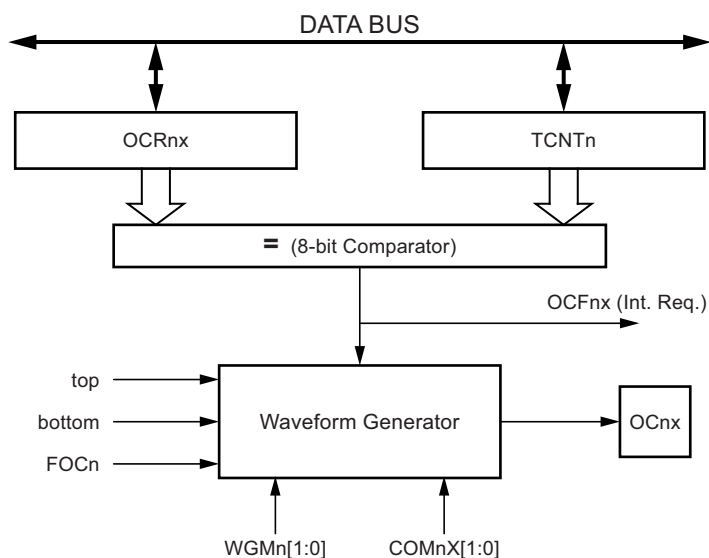 DATA BUS
OCRnx
TCNTn
= (8-bit Comparator)
OCFnx (Int. Req.)
top
bottom
FOCn
Waveform Generator
OCnx
WGMn[1:0]
COMnX[1:0]